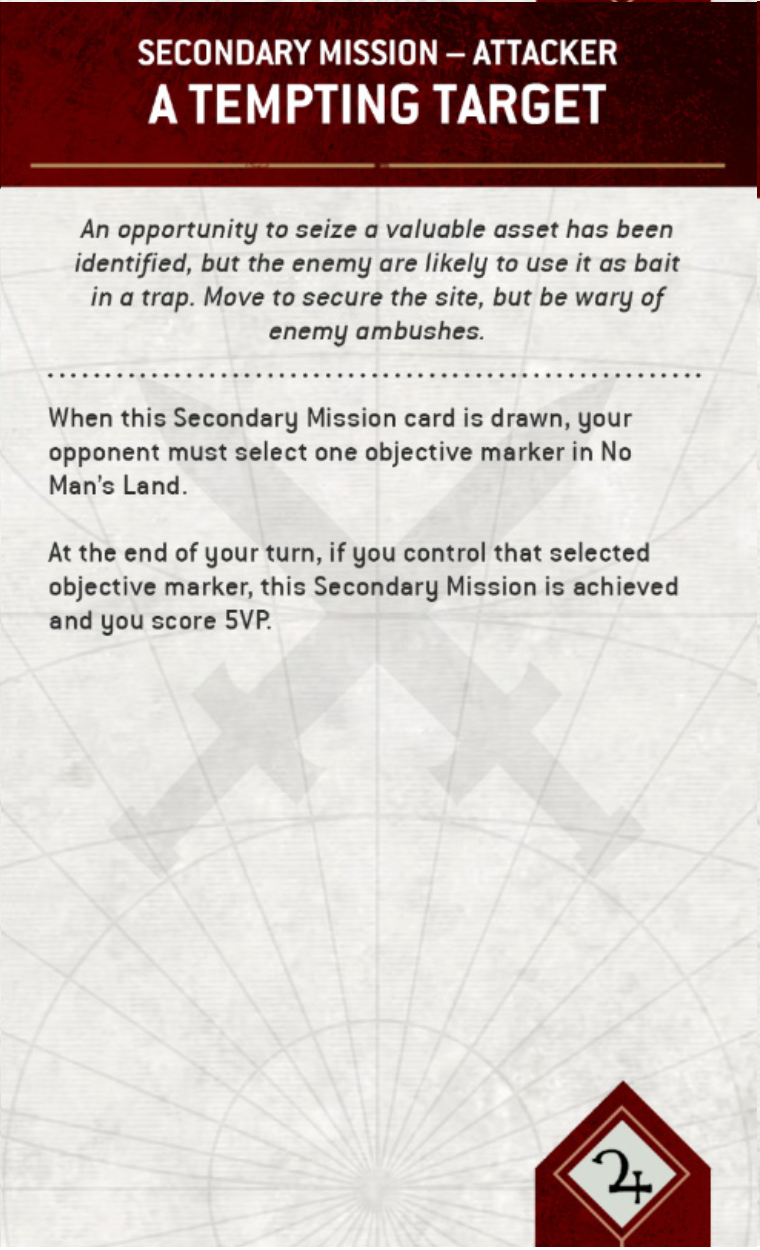 SECONDARY MISSION – ATTACKER
A TEMPTING TARGET
An opportunity to seize a valuable asset has been
identified, but the enemy are likely to use it as bait
in a trap. Move to secure the site, but be wary of
enemy ambushes.
When this Secondary Mission card is drawn, your
opponent must select one objective marker in No
Man's Land.
At the end of your turn, if you control that selected
objective marker, this Secondary Mission is achieved
and you score 5VP.